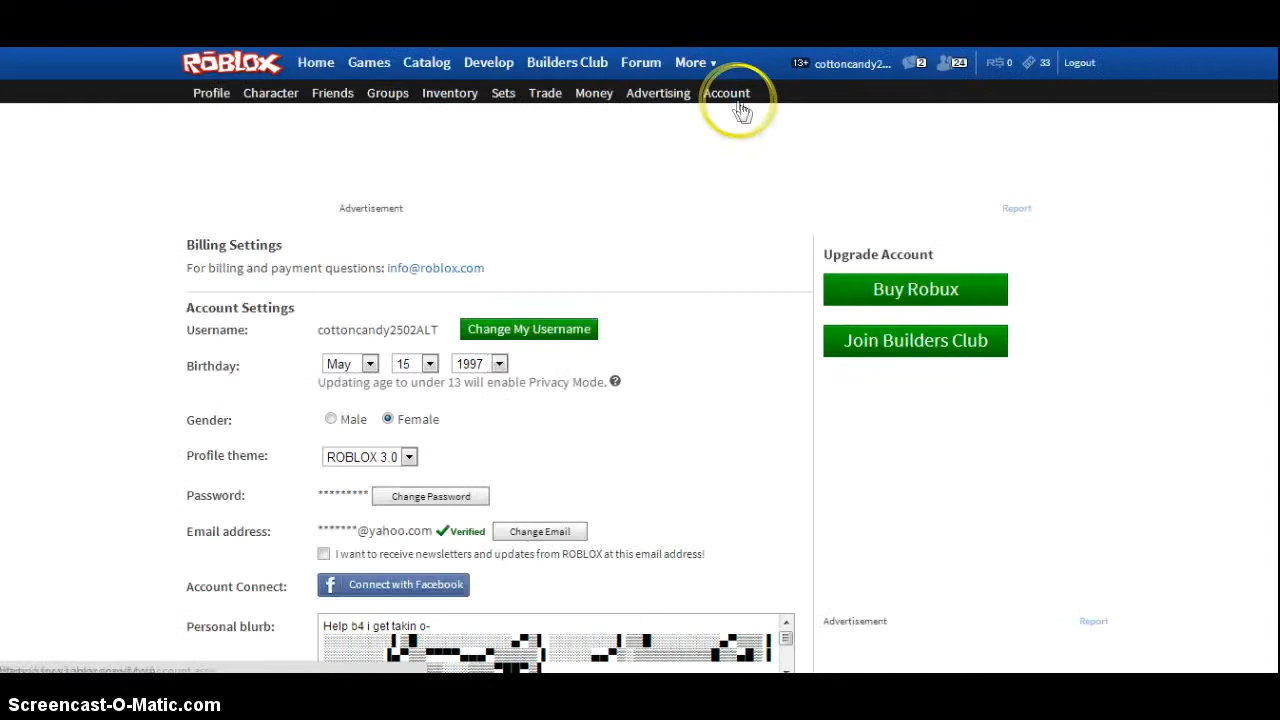 ROBLOX Home Games Catalog Develop Builders Club Forum More 13+ cottoncandy2... 2 24 R$ 0 33 Logout
Profile Character Friends Groups Inventory Sets Trade Money Advertising Account
Advertisement Report
Billing Settings
For billing and payment questions: info@roblox.com
Upgrade Account
Buy Robux
Account Settings
Username: cottoncandy2502ALT Change My Username
Join Builders Club
Birthday: May 15 1997
Updating age to under 13 will enable Privacy Mode. ?
Gender: Male Female
Profile theme: ROBLOX 3.0
Password: ********* Change Password
Email address: *******@yahoo.com Verified Change Email
I want to receive newsletters and updates from ROBLOX at this email address!
Account Connect: f Connect with Facebook
Personal blurb: Help b4 i get takin o-
Advertisement Report
Screencast-O-Matic.com